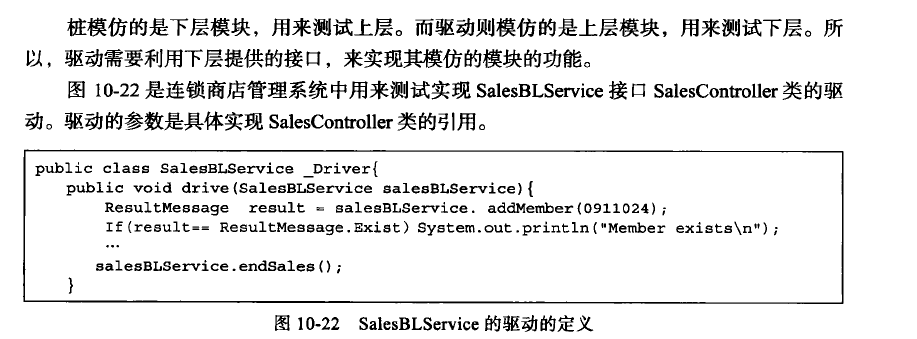 桩模仿的是下层模块，用来测试上层。而驱动则模仿的是上层模块，用来测试下层。所
以，驱动需要利用下层提供的接口，来实现其模仿的模块的功能。
图 10-22 是连锁商店管理系统中用来测试实现 SalesBLService 接口 SalesController 类的驱
动。驱动的参数是具体实现 SalesController 类的引用。
public class SalesBLService _Driver{
public void drive(SalesBLService salesBLService){
ResultMessage result = salesBLService. addMember(0911024);
If(result== ResultMessage.Exist) System.out.println("Member exists\n");
…
salesBLService.endSales();
}
图 10-22 SalesBLService 的驱动的定义